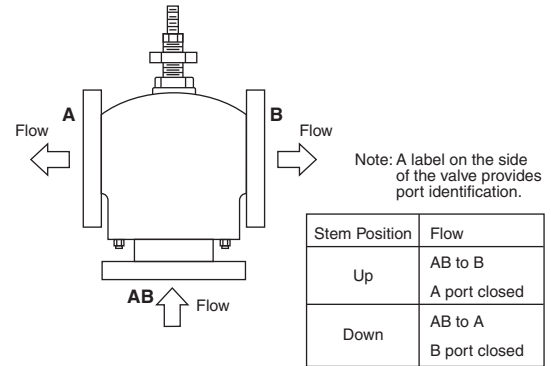 A
B
Flow
Flow
Note: A label on the side
of the valve provides
port identification.
Stem Position
Flow
Up
AB to B
A port closed
Down
AB to A
B port closed
AB
Flow